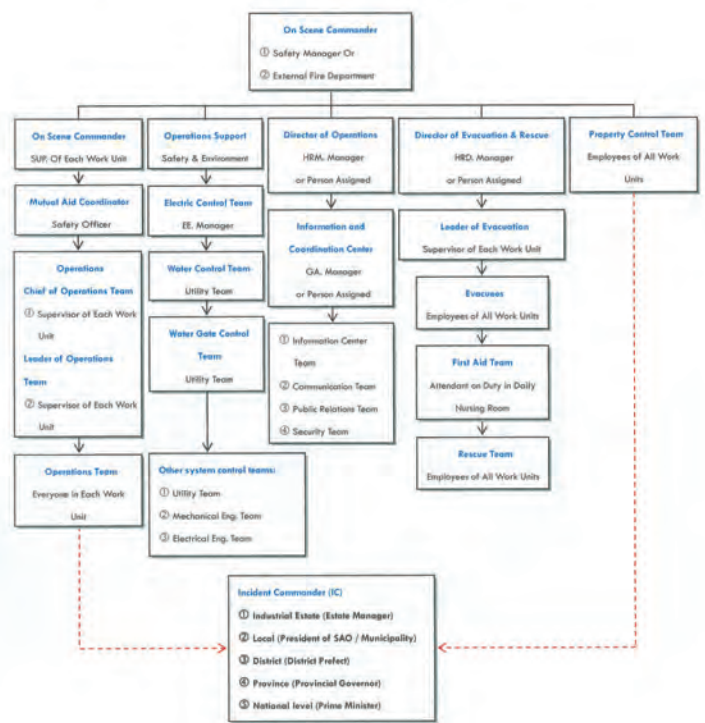 On Scene Commander
① Safety Manager Or
② External Fire Department
On Scene Commander
SUP. Of Each Work Unit
Mutual Aid Coordinator
Safety Officer
Operations
Chief of Operations Team
① Supervisor of Each Work
Unit
Leader of Operations
Team
② Supervisor of Each Work
Unit
Operations Team
Everyone in Each Work
Unit
Operations Support
Safety & Environment
Electric Control Team
EE. Manager
Water Control Team
Utility Team
Water Gate Control
Team
Utility Team
Other system control teams:
① Utility Team
② Mechanical Eng. Team
③ Electrical Eng. Team
Director of Operations
HRM. Manager
or Person Assigned
Information and
Coordination Center
GA. Manager
or Person Assigned
① Information Center
Team
② Communication Team
③ Public Relations Team
④ Security Team
Director of Evacuation & Rescue
HRD. Manager
or Person Assigned
Leader of Evacuation
Supervisor of Each Work Unit
Evacuees
Employees of All Work Units
First Aid Team
Attendant on Duty in Daily
Nursing Room
Rescue Team
Employees of All Work Units
Property Control Team
Employees of All Work
Units
Incident Commander (IC)
① Industrial Estate (Estate Manager)
② Local (President of SAO / Municipality)
③ District (District Prefect)
④ Province (Provincial Governor)
⑤ National level (Prime Minister)